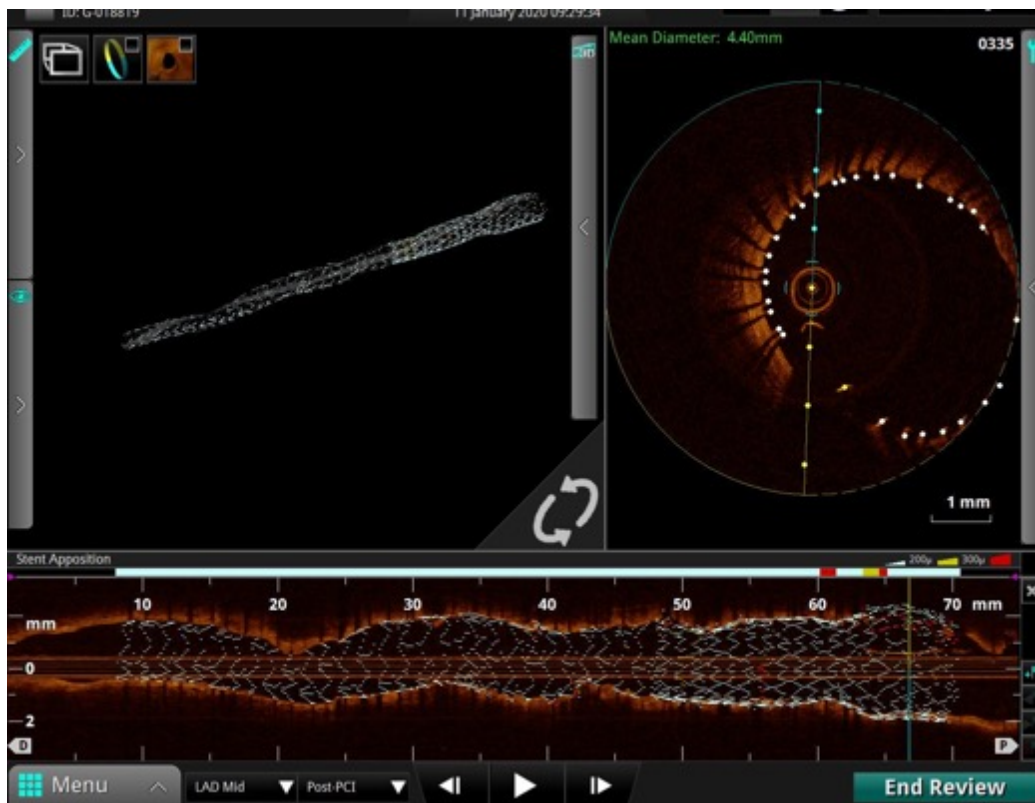 ID: G-018819
11 January 2020 09:29:34
Mean Diameter: 4.40mm
0335
1 mm
Stent Apposition
200µ 300µ
10 20 30 40 50 60 70 mm
mm
0
2
D P
Menu LAD Mid Post-PCI End Review